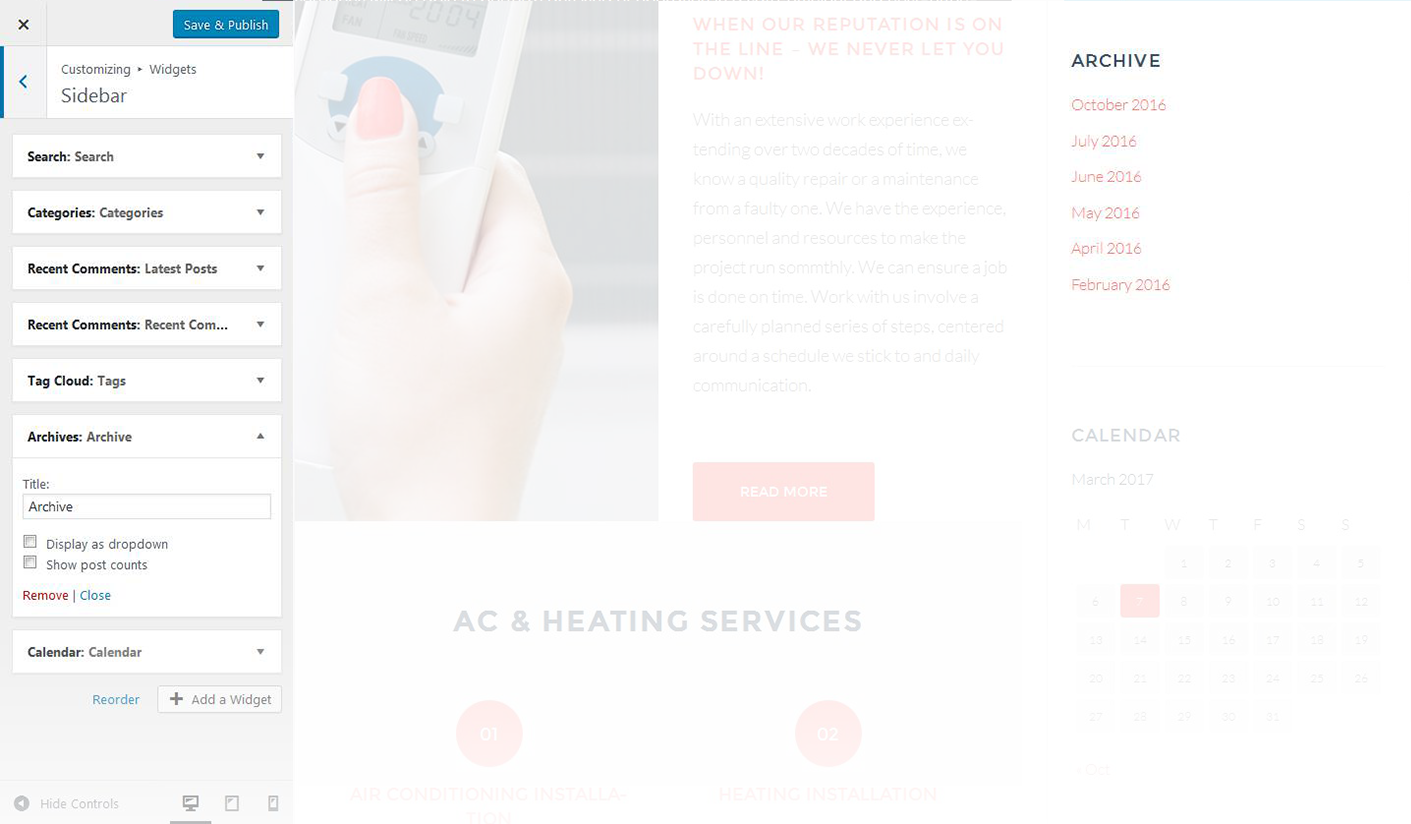 Save & Publish
Customizing ▸ Widgets
Sidebar
Search: Search
Categories: Categories
Recent Comments: Latest Posts
Recent Comments: Recent Com...
Tag Cloud: Tags
Archives: Archive
Title:
Archive
Display as dropdown
Show post counts
Remove | Close
Calendar: Calendar
Reorder
Add a Widget
Hide Controls
FAN
FAN SPEED
WHEN OUR REPUTATION IS ON
THE LINE – WE NEVER LET YOU
DOWN!
With an extensive work experience ex-
tending over two decades of time, we
know a quality repair or a maintenance
from a faulty one. We have the experience,
personnel and resources to make the
project run sommthly. We can ensure a job
is done on time. Work with us involve a
carefully planned series of steps, centered
around a schedule we stick to and daily
communication.
READ MORE
AC & HEATING SERVICES
01
AIR CONDITIONING INSTALLA-
TION
02
HEATING INSTALLATION
ARCHIVE
October 2016
July 2016
June 2016
May 2016
April 2016
February 2016
CALENDAR
March 2017
M T W T F S S
1 2 3 4 5
6 7 8 9 10 11 12
13 14 15 16 17 18 19
20 21 22 23 24 25 26
27 28 29 30 31
« Oct